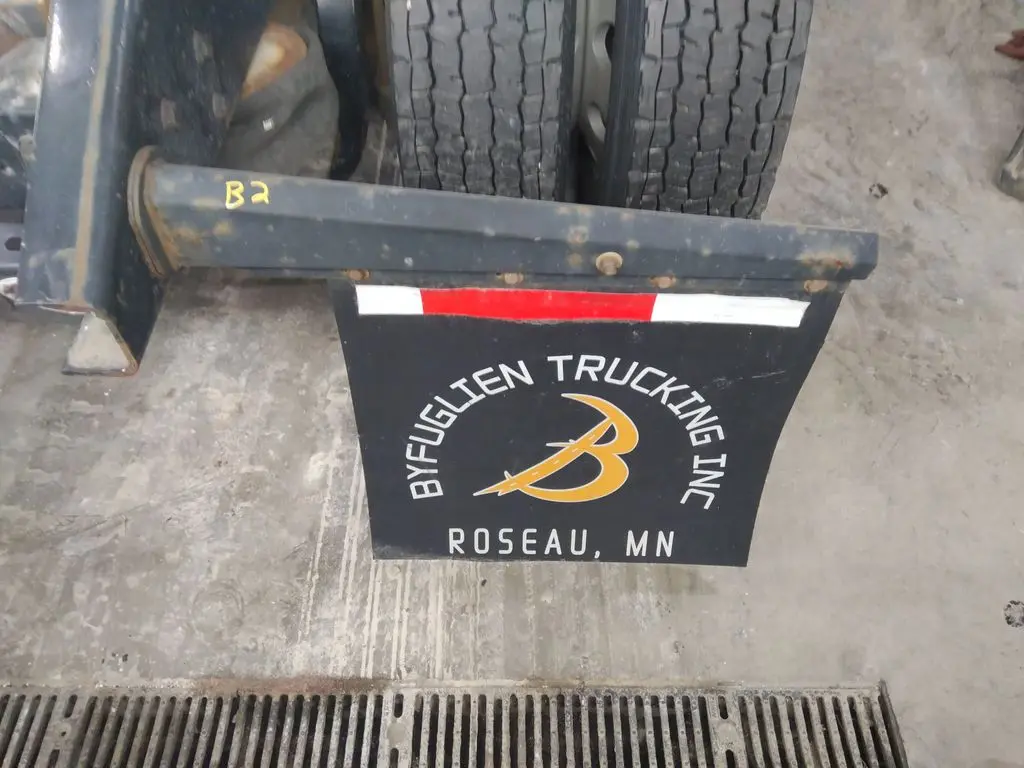 B2
BYFUGLIEN TRUCKING INC
B
ROSEAU, MN